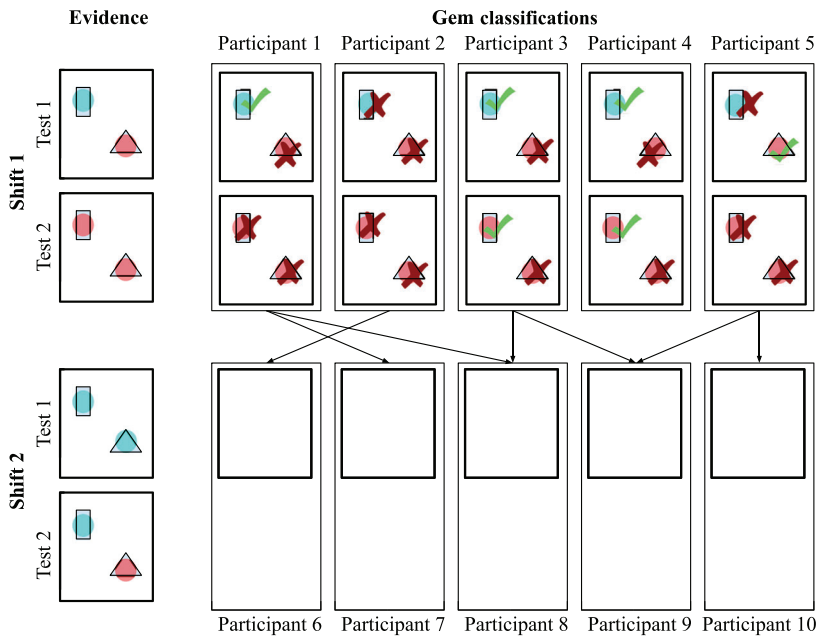 Evidence
Gem classifications
Participant 1 Participant 2 Participant 3 Participant 4 Participant 5
Shift 1
Test 1
Test 2
Shift 2
Test 1
Test 2
Participant 6 Participant 7 Participant 8 Participant 9 Participant 10